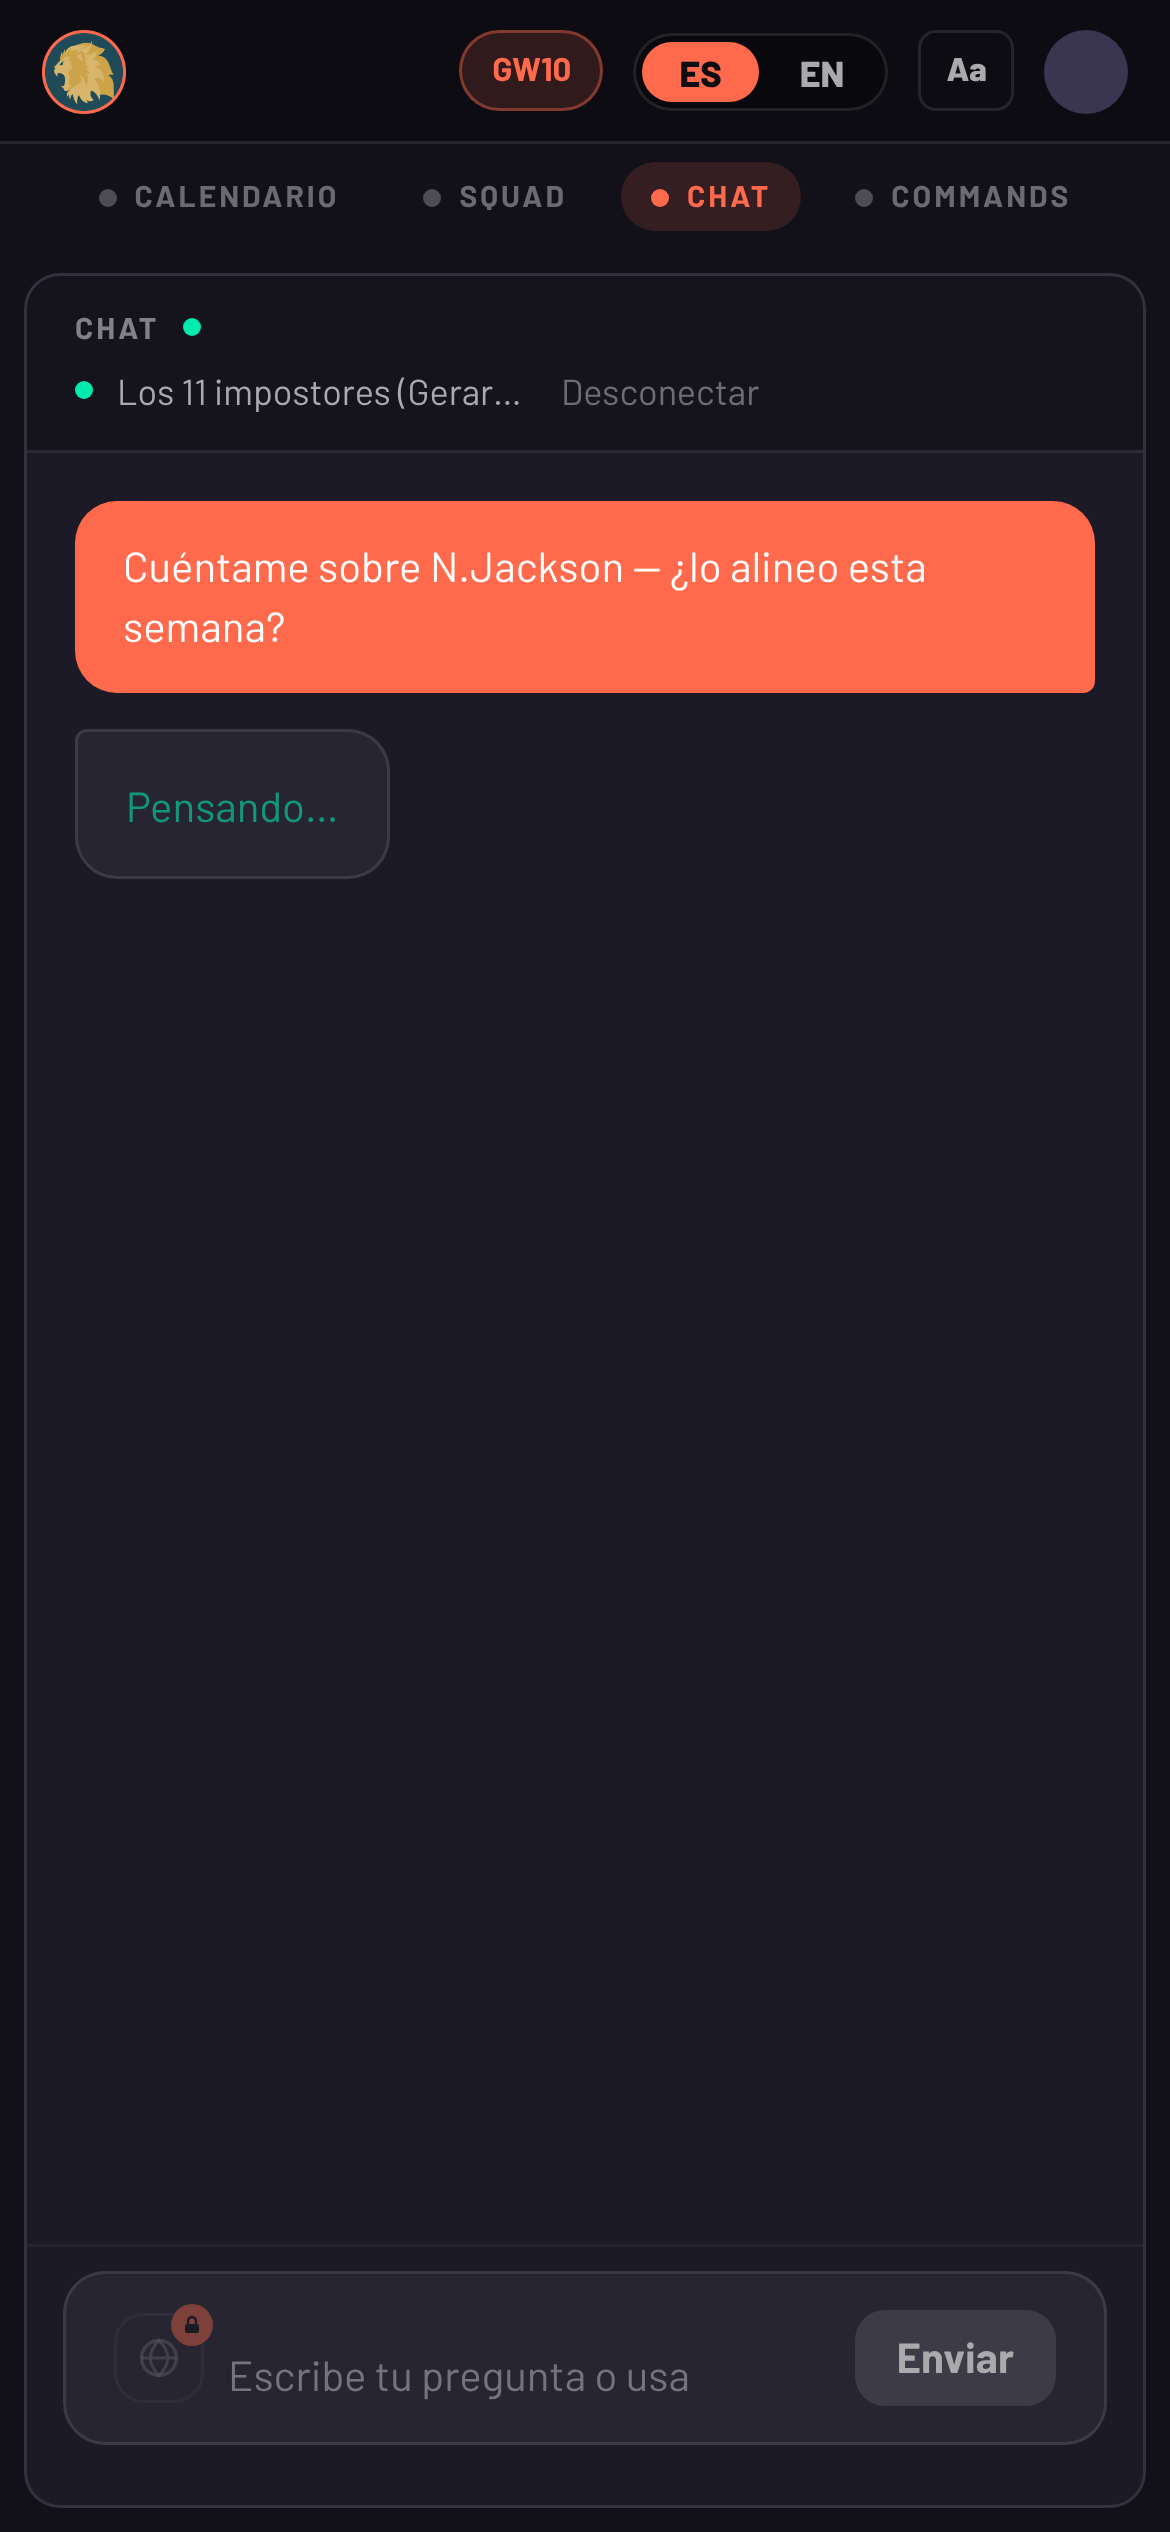 GW10
ES EN
Aa
CALENDARIO SQUAD CHAT COMMANDS
CHAT
Los 11 impostores (Gerar... Desconectar
Cuéntame sobre N.Jackson — ¿lo alineo esta
semana?
Pensando...
Escribe tu pregunta o usa
Enviar